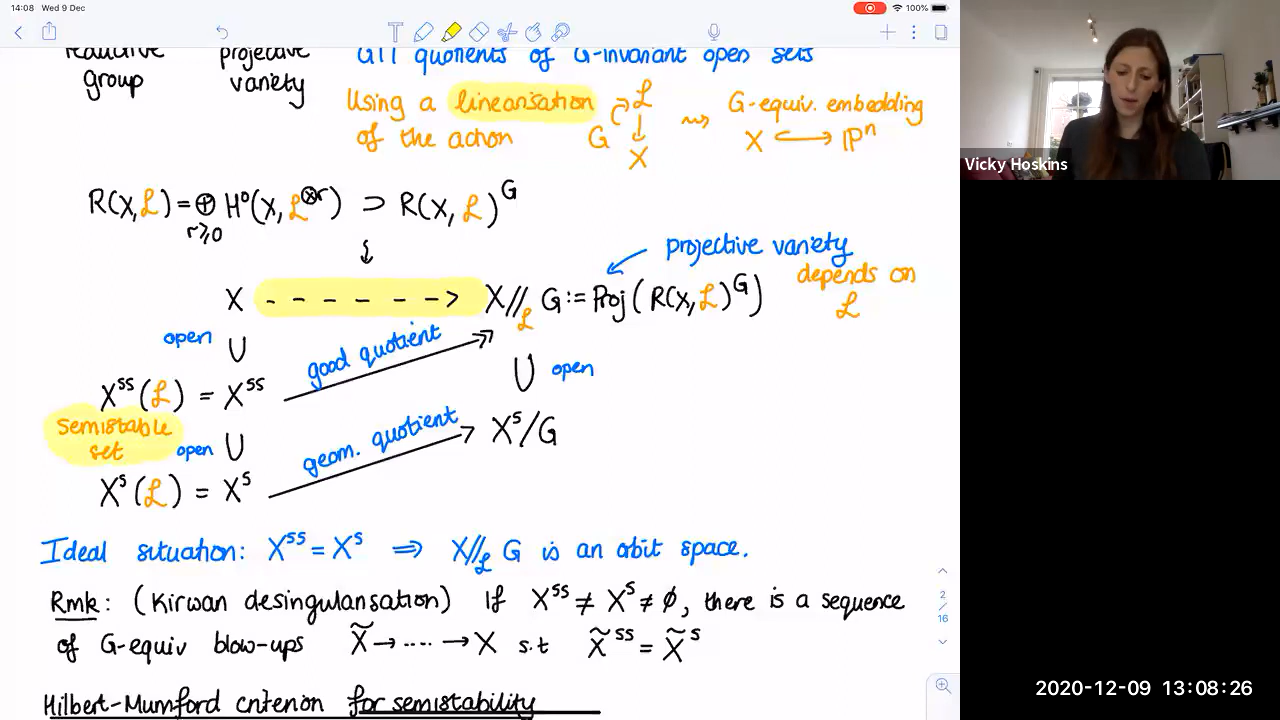 14:08 Wed 9 Dec
100%
reductive projective GIT quotients of G-invariant open sets
group variety
Using a linearisation G ↷ L ⇝ G-equiv. embedding
of the action ↓ X X ↪ ℙⁿ
R(X,L) = ⊕ H⁰(X, L^⊗r) ⊃ R(X, L)^G
r≥0
projective variety
X - - - - - -> X//_L G := Proj(R(X,L)^G) depends on
L
open ∪ good quotient
∪ open
X^ss(L) = X^ss
semistable
set open ∪ geom. quotient X^s/G
X^s(L) = X^s
Ideal situation: X^ss = X^s ⟹ X//_L G is an orbit space.
Rmk: (Kirwan desingularisation) If X^ss ≠ X^s ≠ ∅, there is a sequence
of G-equiv blow-ups X̃ → .... → X s.t X̃^ss = X̃^s
Hilbert-Mumford criterion for semistability
2
/
16
Vicky Hoskins
2020-12-09 13:08:26